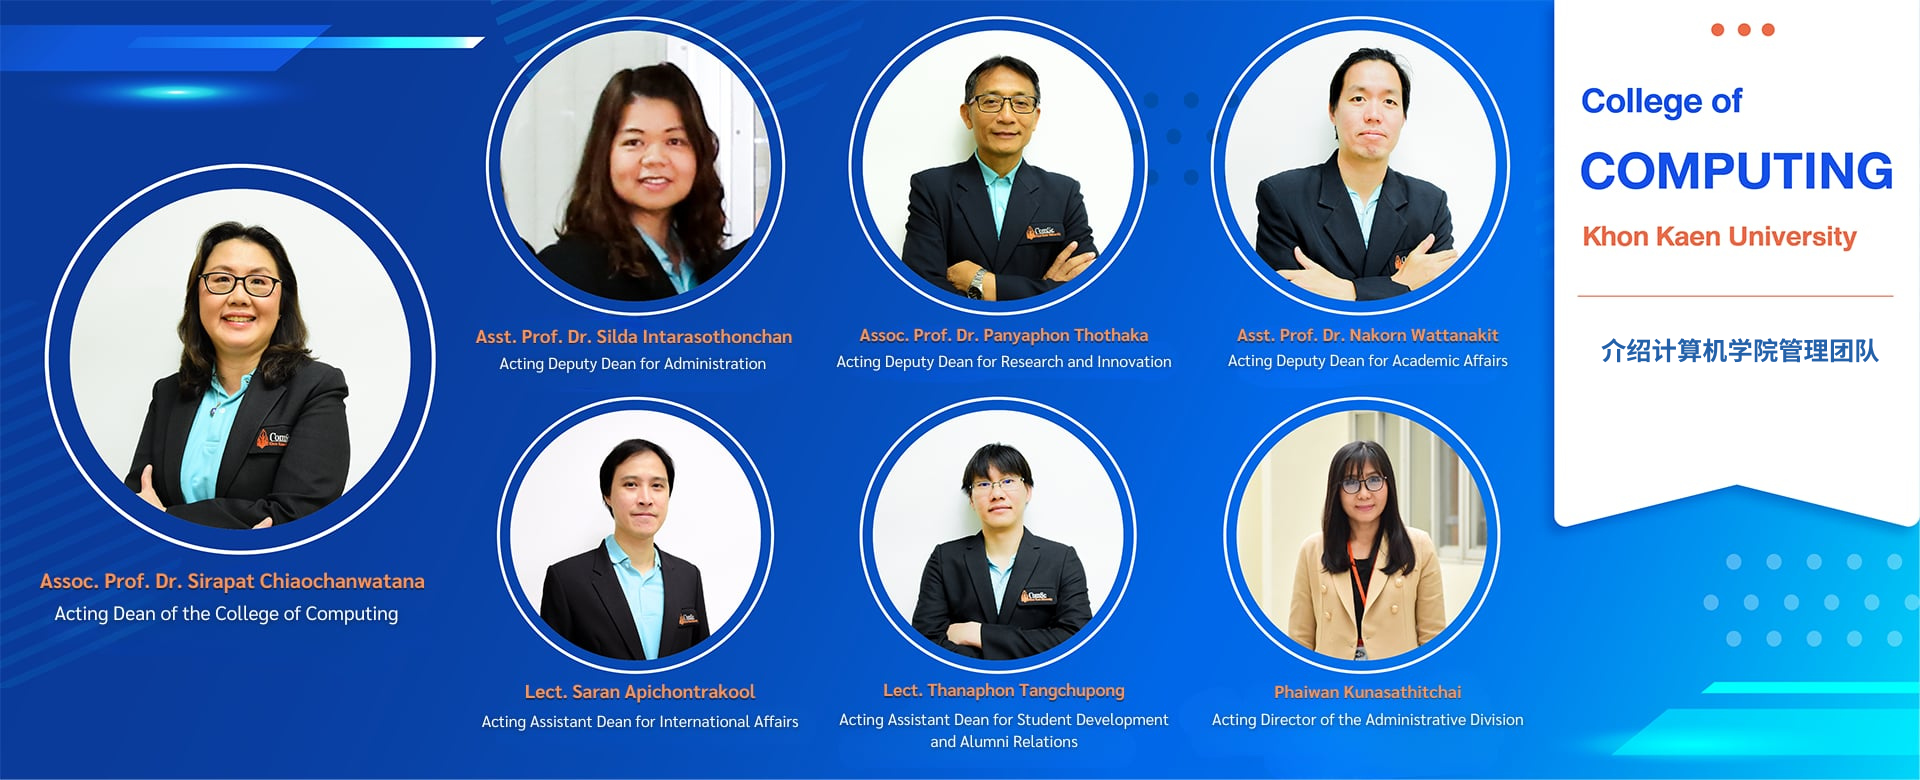 College of
COMPUTING
Khon Kaen University
介绍计算机学院管理团队
Assoc. Prof. Dr. Sirapat Chiaochanwatana
Acting Dean of the College of Computing
Asst. Prof. Dr. Silda Intarasothonchan
Acting Deputy Dean for Administration
Assoc. Prof. Dr. Panyaphon Thothaka
Acting Deputy Dean for Research and Innovation
Asst. Prof. Dr. Nakorn Wattanakit
Acting Deputy Dean for Academic Affairs
Lect. Saran Apichontrakool
Acting Assistant Dean for International Affairs
Lect. Thanaphon Tangchupong
Acting Assistant Dean for Student Development
and Alumni Relations
Phaiwan Kunasathitchai
Acting Director of the Administrative Division